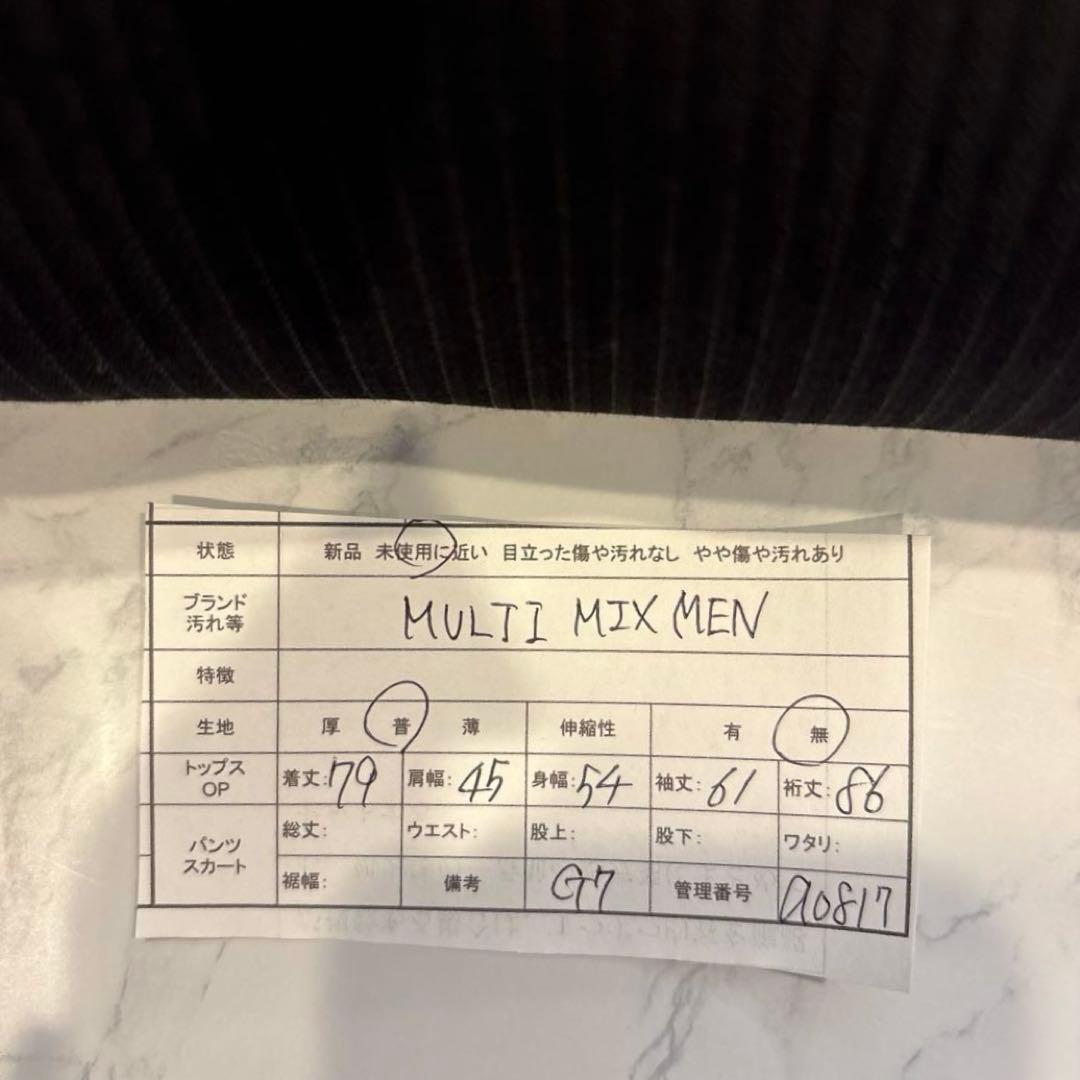 状態 新品 未使用に近い 目立った傷や汚れなし やや傷や汚れあり
ブランド
汚れ等 MULTI MIX MEN
特徴
生地 厚 普 薄 伸縮性 有 無
トップス
OP 着丈:79 肩幅:45 身幅:54 袖丈:61 裄丈:86
パンツ
スカート 総丈: ウエスト: 股上: 股下: ワタリ:
裾幅: 備考 G7 管理番号 a0817